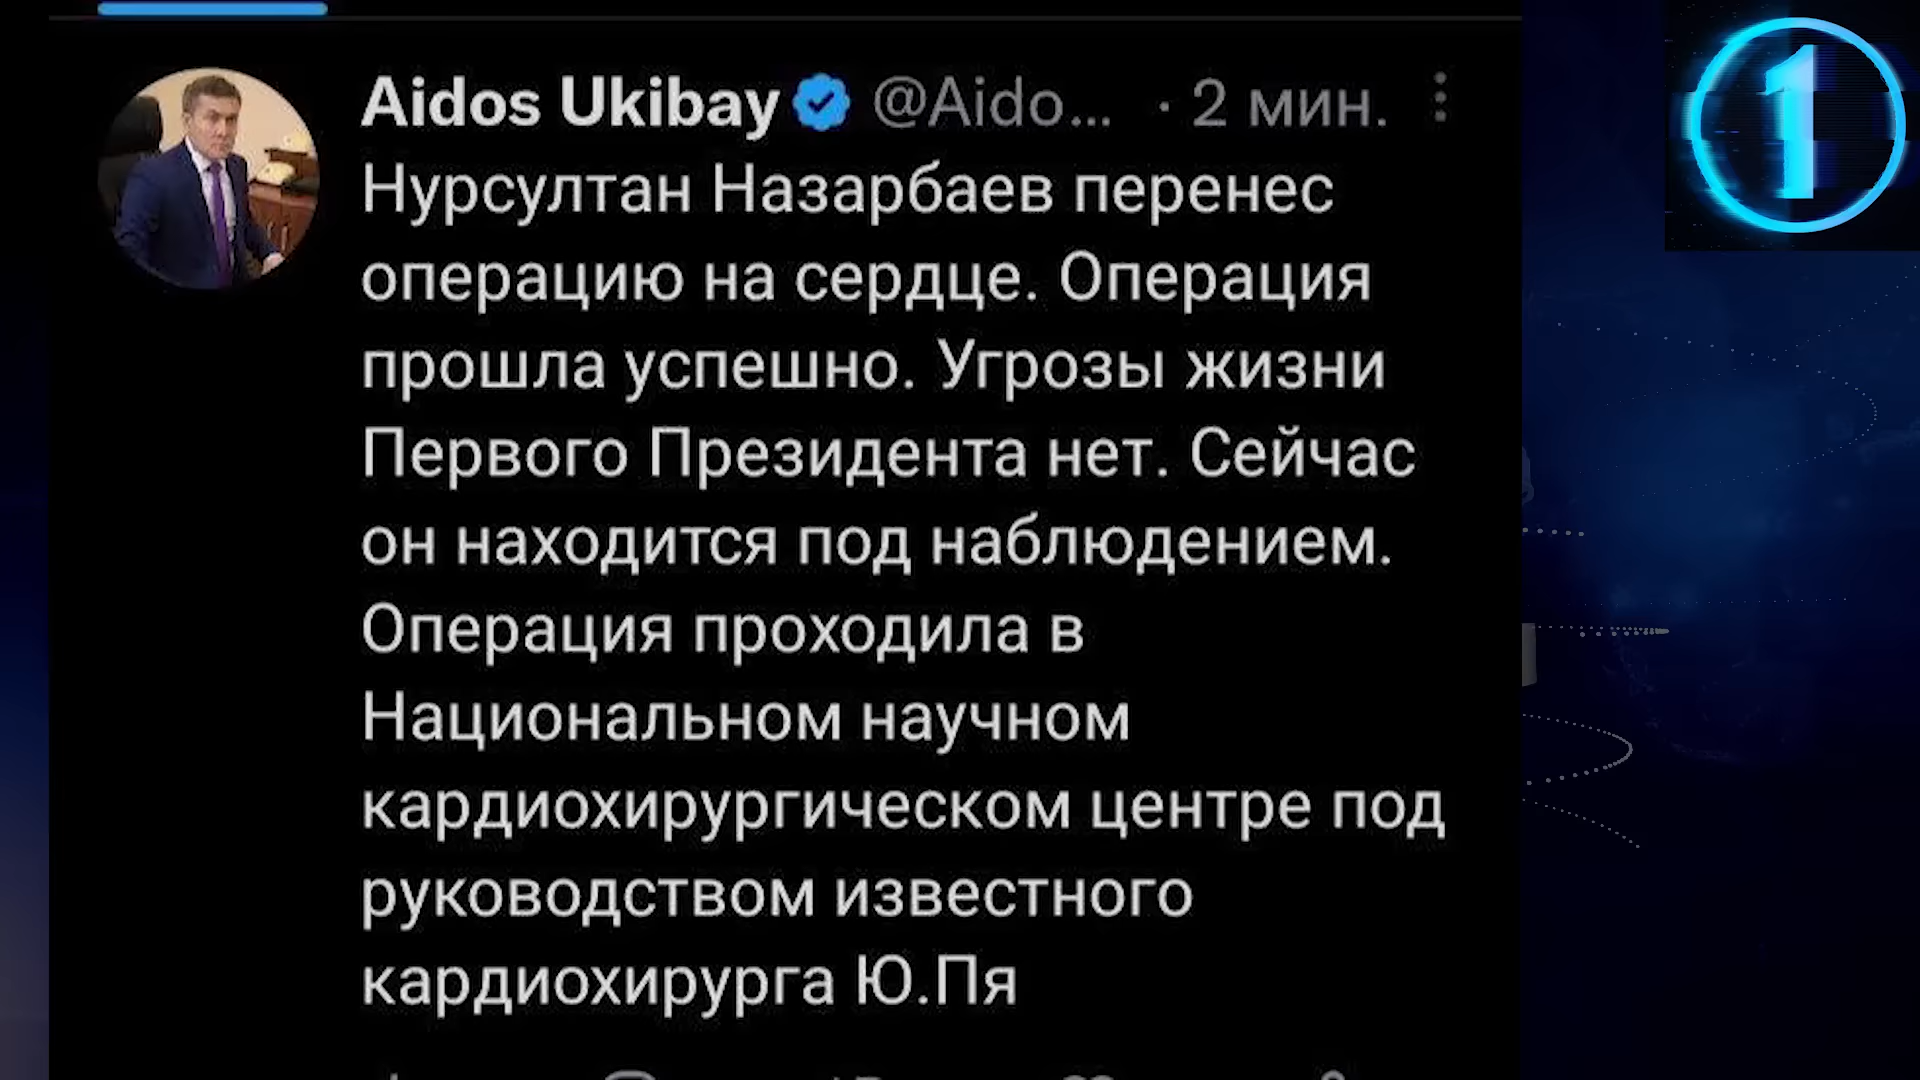 Aidos Ukibay @Aido... · 2 мин.
1
Нурсултан Назарбаев перенес
операцию на сердце. Операция
прошла успешно. Угрозы жизни
Первого Президента нет. Сейчас
он находится под наблюдением.
Операция проходила в
Национальном научном
кардиохирургическом центре под
руководством известного
кардиохирурга Ю.Пя